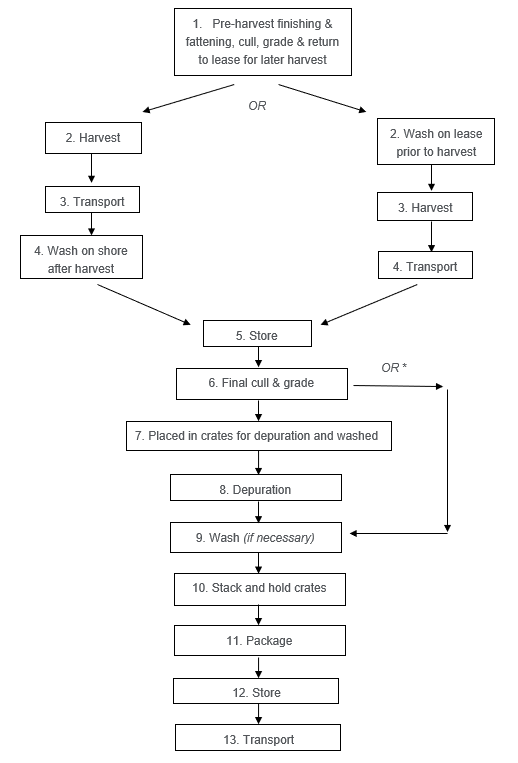 1. Pre-harvest finishing &
fattening, cull, grade & return
to lease for later harvest
OR
2. Harvest
2. Wash on lease
prior to harvest
3. Transport
3. Harvest
4. Wash on shore
after harvest
4. Transport
5. Store
6. Final cull & grade
OR *
7. Placed in crates for depuration and washed
8. Depuration
9. Wash (if necessary)
10. Stack and hold crates
11. Package
12. Store
13. Transport